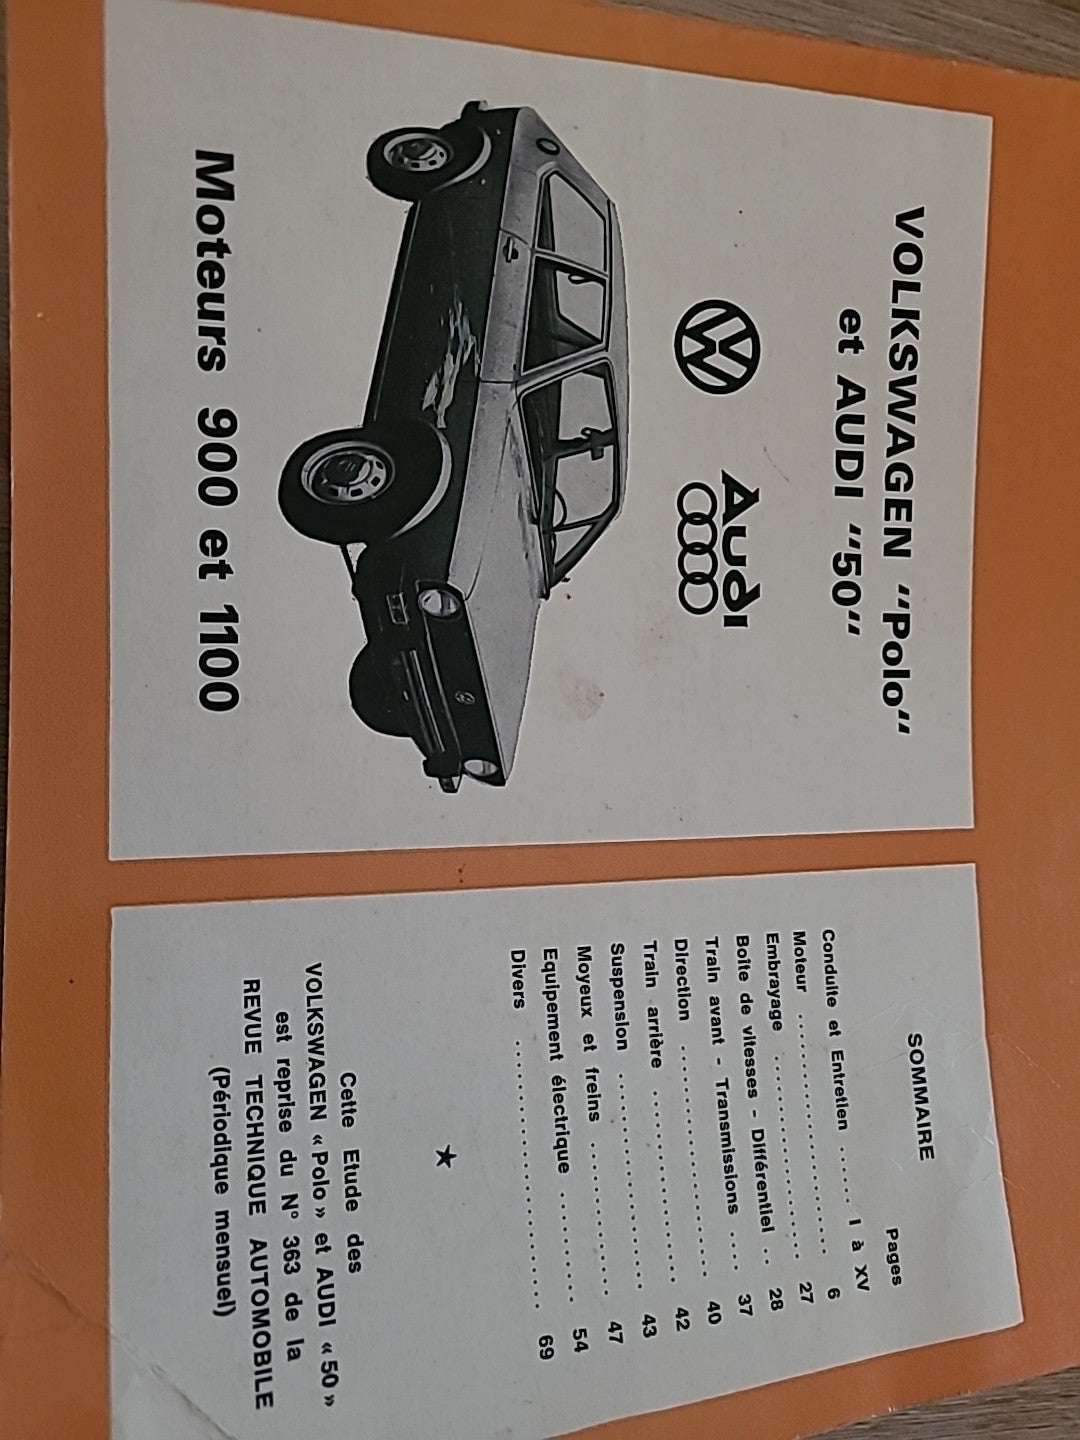 VOLKSWAGEN "Polo"
et AUDI "50"
Audi
Moteurs 900 et 1100
SOMMAIRE
Pages
Conduite et Entretien ...... I à XV
Moteur .......................... 6
Embrayage ....................... 27
Boîte de vitesses - Différentiel .. 28
Train avant - Transmissions ..... 37
Direction ....................... 40
Train arrière ................... 42
Suspension ...................... 43
Moyeux et freins ................ 47
Equipement électrique ........... 54
Divers .......................... 69
★
Cette Etude des
VOLKSWAGEN « Polo » et AUDI « 50 »
est reprise du N° 363 de la
REVUE TECHNIQUE AUTOMOBILE
(Périodique mensuel)